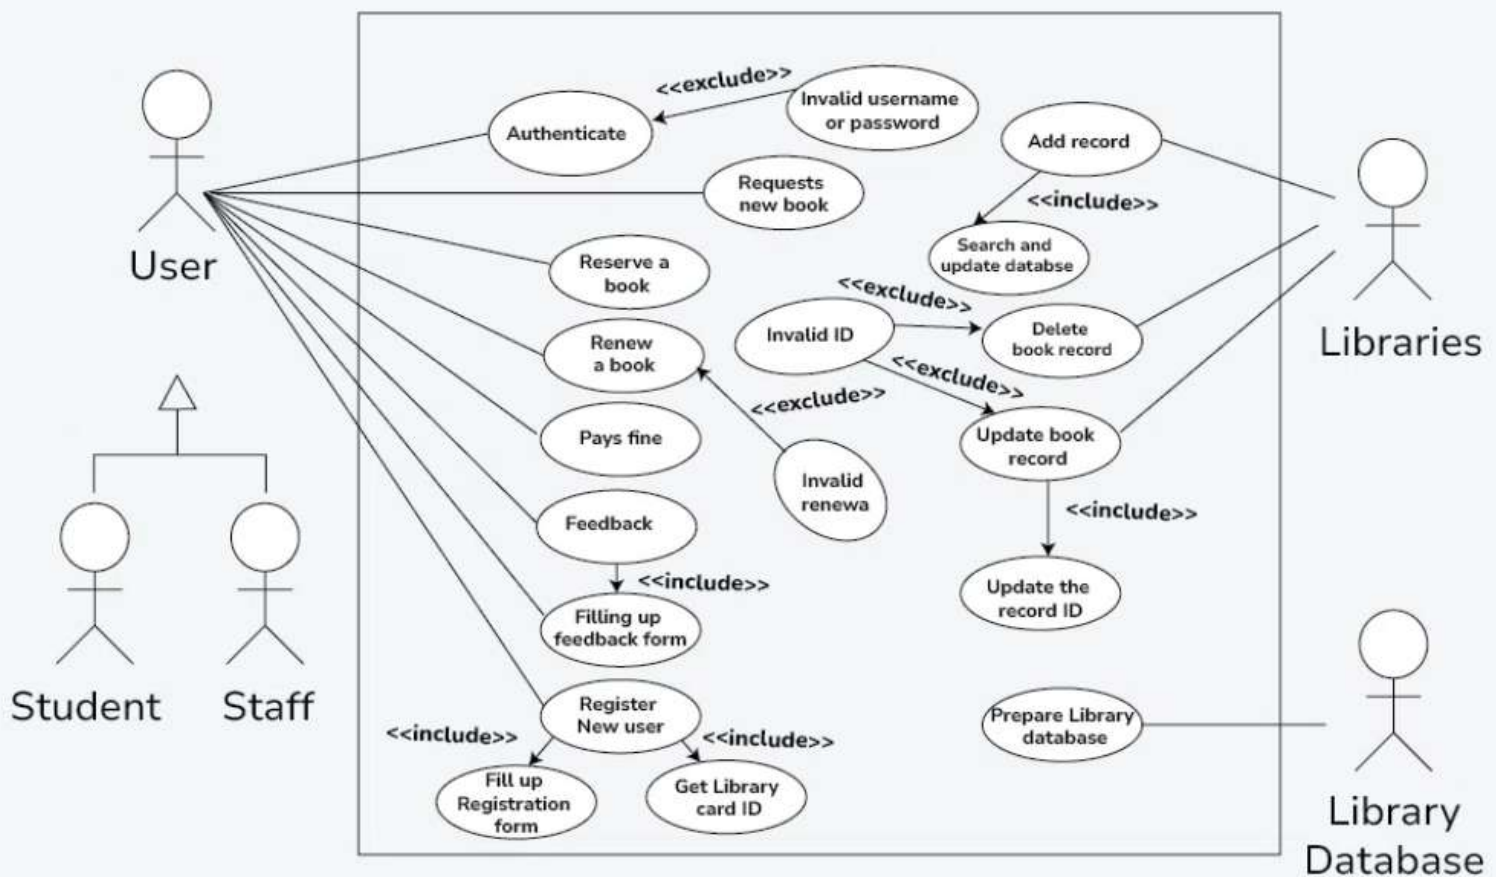 <<exclude>>
Invalid username
or password
Authenticate
Add record
Requests
new book
<<include>>
User
Reserve a
book
Search and
update databse
<<exclude>>
Invalid ID
Delete
book record
Libraries
Renew
a book
<<exclude>>
<<exclude>>
Pays fine
Update book
record
Invalid
renewa
Feedback
<<include>>
<<include>>
Filling up
feedback form
Update the
record ID
Student
Staff
Register
New user
<<include>>
<<include>>
Prepare Library
database
Fill up
Registration
form
Get Library
card ID
Library
Database